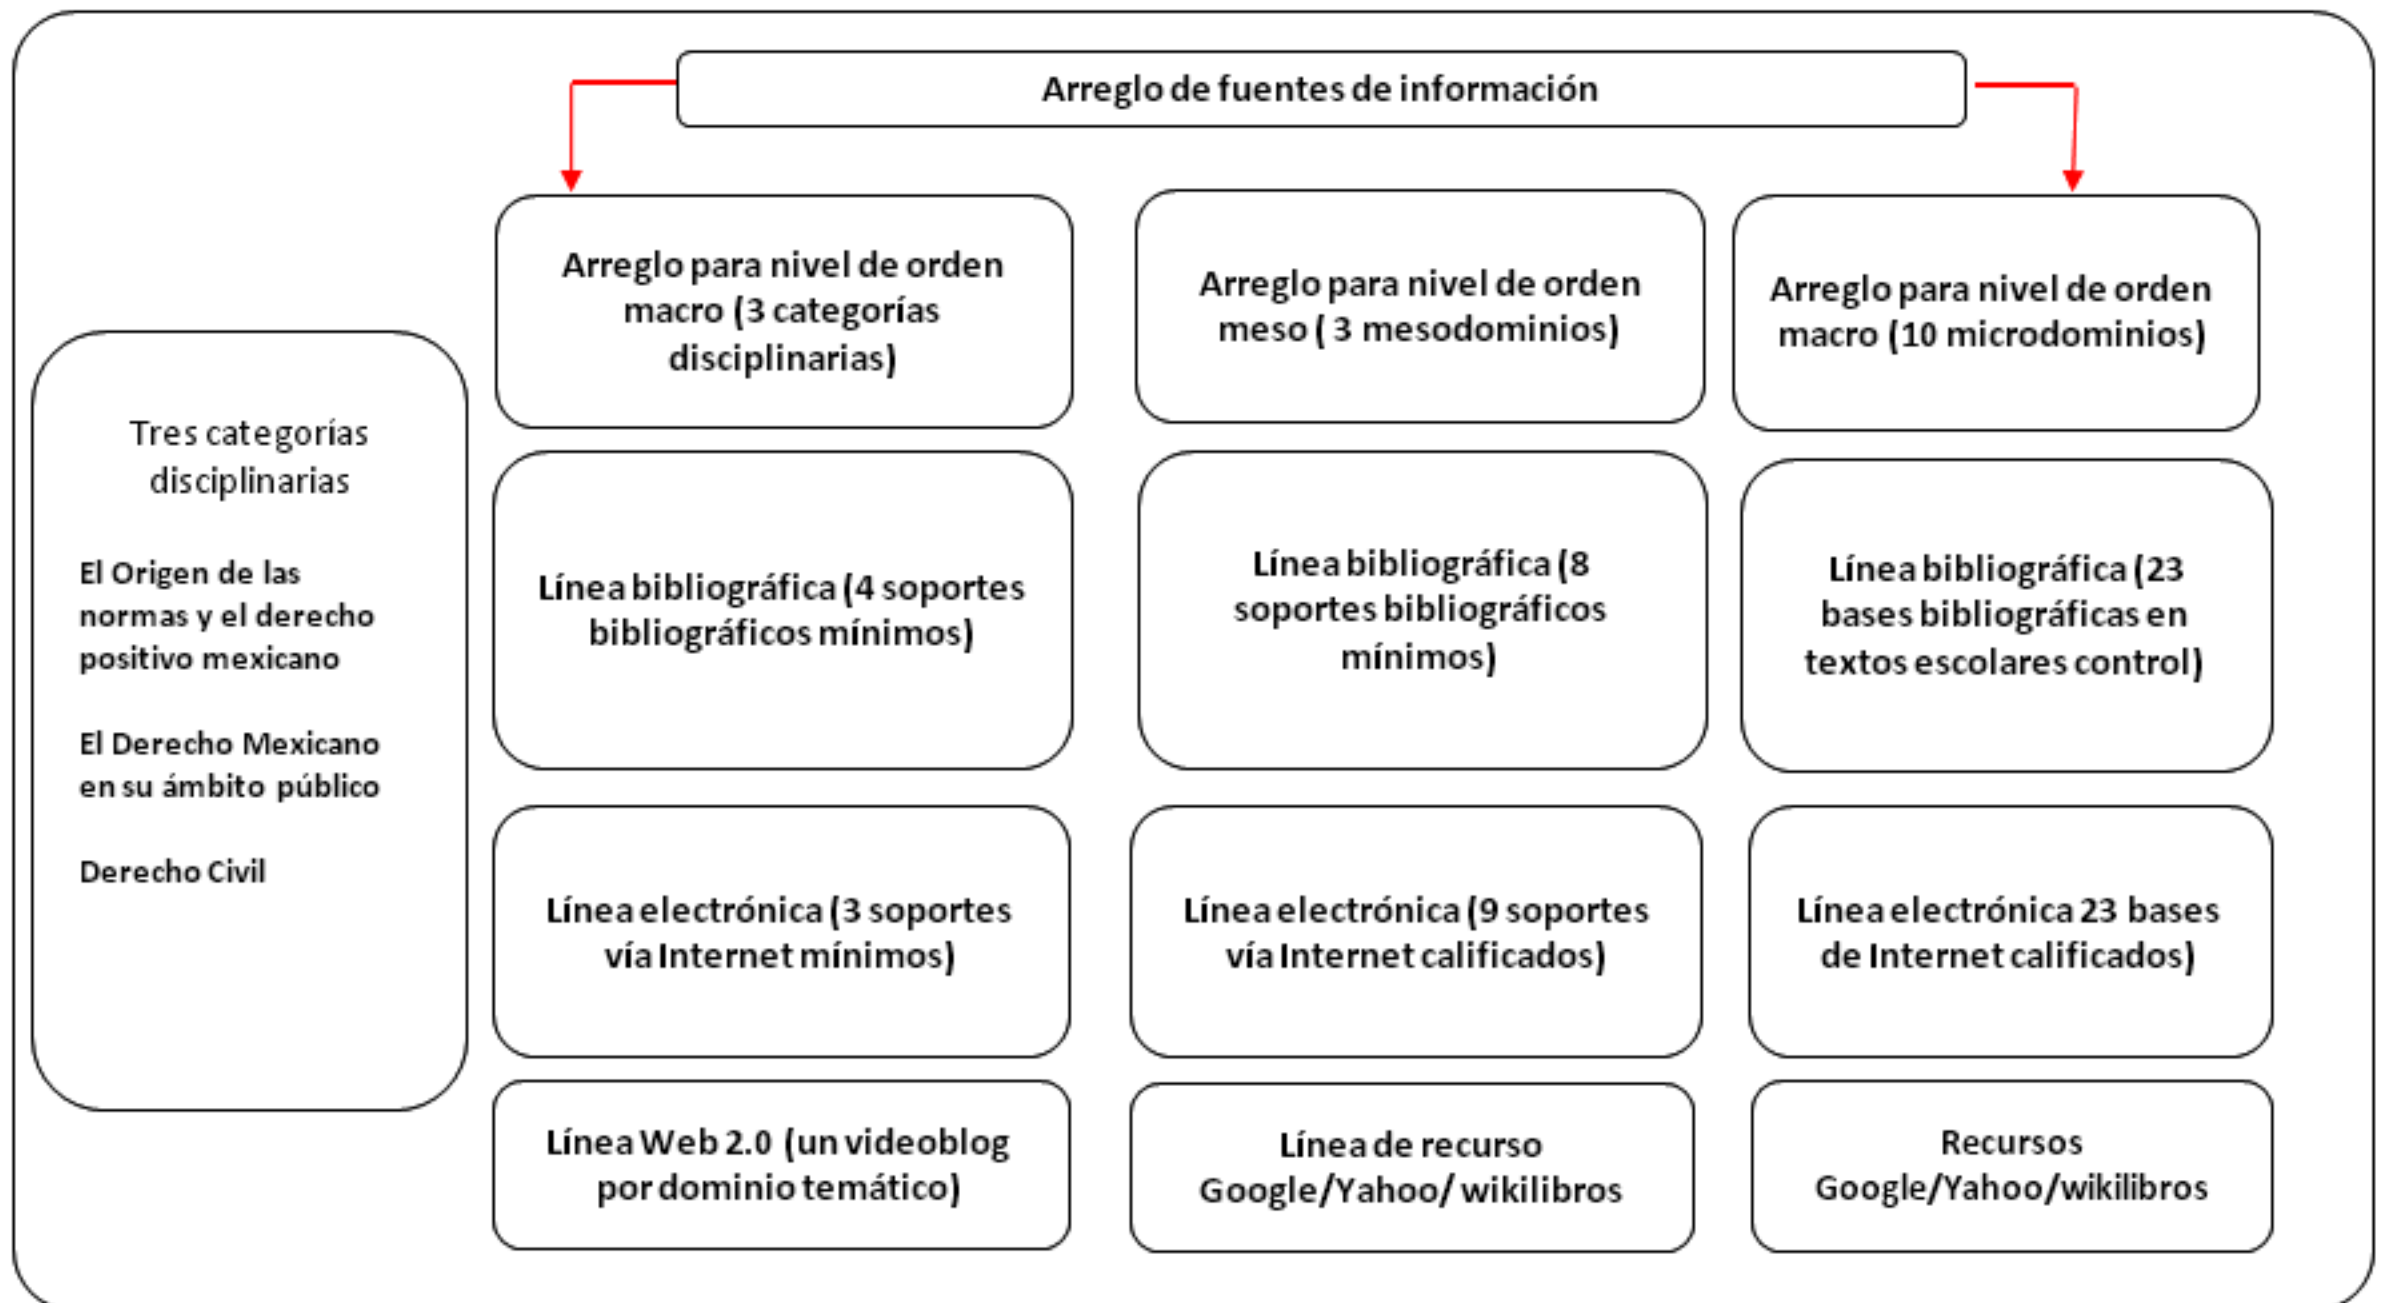 Arreglo de fuentes de información
Arreglo para nivel de orden
macro (3 categorías
disciplinarias)
Arreglo para nivel de orden
meso ( 3 mesodominios)
Arreglo para nivel de orden
macro (10 microdominios)
Tres categorías
disciplinarias
El Origen de las
normas y el derecho
positivo mexicano
El Derecho Mexicano
en su ámbito público
Derecho Civil
Línea bibliográfica (4 soportes
bibliográficos mínimos)
Línea bibliográfica (8
soportes bibliográficos
mínimos)
Línea bibliográfica (23
bases bibliográficas en
textos escolares control)
Línea electrónica (3 soportes
vía Internet mínimos)
Línea electrónica (9 soportes
vía Internet calificados)
Línea electrónica 23 bases
de Internet calificados)
Línea Web 2.0 (un videoblog
por dominio temático)
Línea de recurso
Google/Yahoo/ wikilibros
Recursos
Google/Yahoo/wikilibros